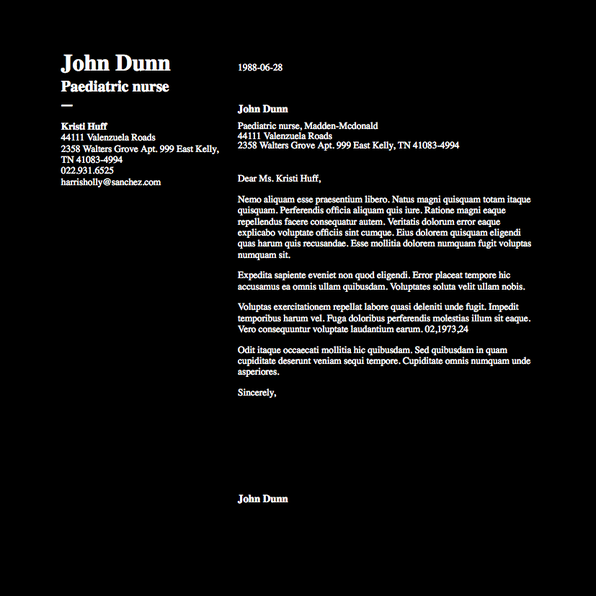 John Dunn
Paediatric nurse
—
Kristi Huff
44111 Valenzuela Roads
2358 Walters Grove Apt. 999 East Kelly,
TN 41083-4994
022.931.6525
harrisholly@sanchez.com
1988-06-28
John Dunn
Paediatric nurse, Madden-Mcdonald
44111 Valenzuela Roads
2358 Walters Grove Apt. 999 East Kelly, TN 41083-4994
Dear Ms. Kristi Huff,
Nemo aliquam esse praesentium libero. Natus magni quisquam totam itaque
quisquam. Perferendis officia aliquam quis iure. Ratione magni eaque
repellendus facere consequatur autem. Veritatis dolorum error eaque
explicabo voluptate officiis sint cumque. Eius dolorem quisquam eligendi
quas harum quis recusandae. Esse mollitia dolorem numquam fugit voluptas
numquam sit.
Expedita sapiente eveniet non quod eligendi. Error placeat tempore hic
accusamus ea omnis ullam quibusdam. Voluptates soluta velit ullam nobis.
Voluptas exercitationem repellat labore quasi deleniti unde fugit. Impedit
temporibus harum vel. Fuga doloribus perferendis molestias illum sit eaque.
Vero consequuntur voluptate laudantium earum. 02,1973,24
Odit itaque occaecati mollitia hic quibusdam. Sed quibusdam in quam
cupiditate deserunt veniam sequi tempore. Cupiditate omnis numquam unde
asperiores.
Sincerely,
John Dunn